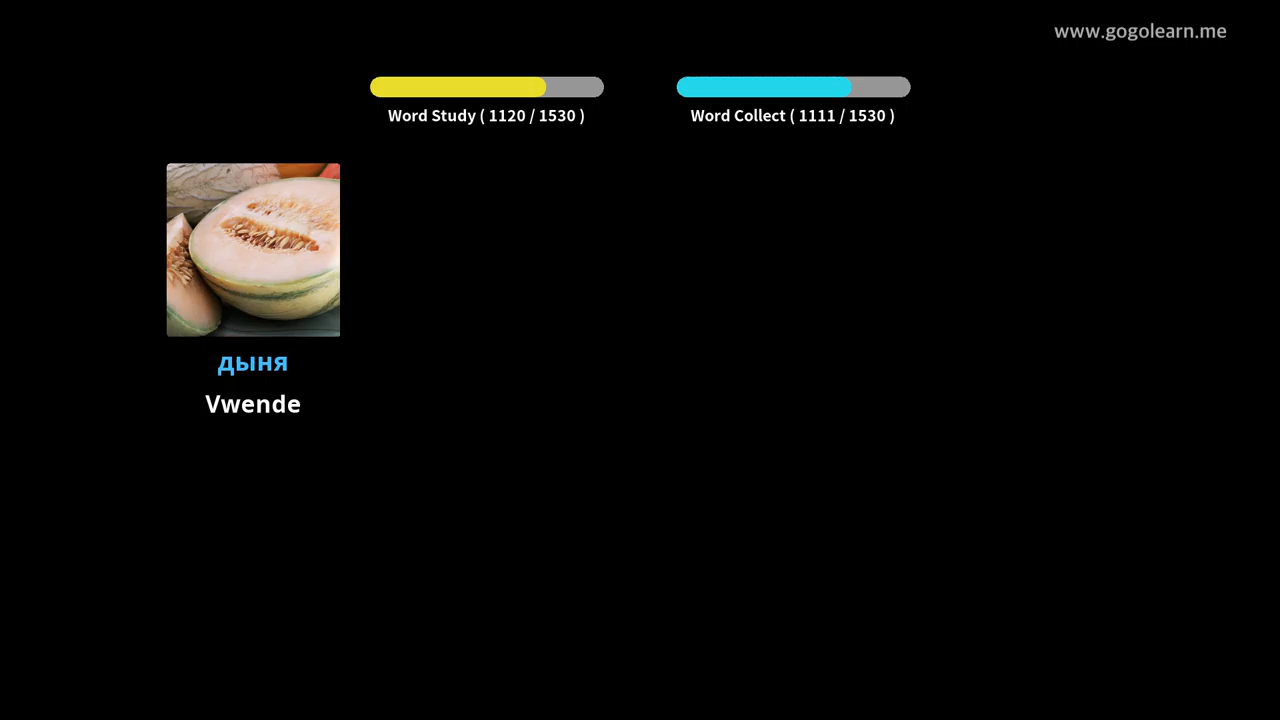 www.gogolearn.me
Word Study ( 1120 / 1530 )
Word Collect ( 1111 / 1530 )
дыня
Vwende